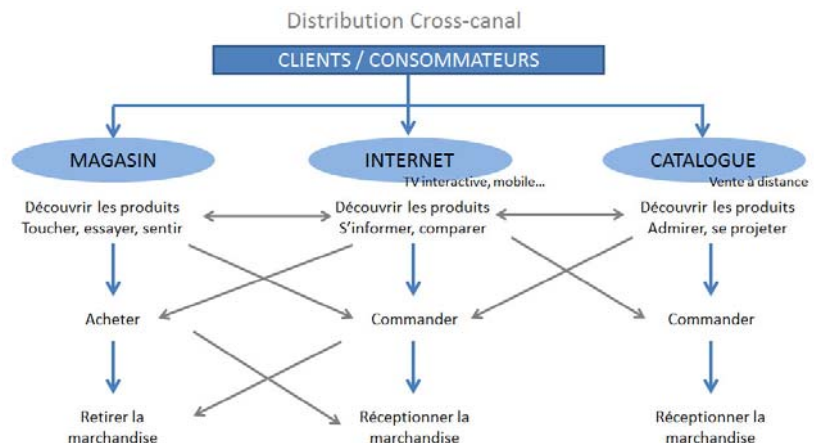 Distribution Cross-canal
CLIENTS / CONSOMMATEURS
MAGASIN
INTERNET
CATALOGUE
TV interactive, mobile...
Vente à distance
Découvrir les produits
Toucher, essayer, sentir
Découvrir les produits
S'informer, comparer
Découvrir les produits
Admirer, se projeter
Acheter
Commander
Commander
Retirer la
marchandise
Réceptionner la
marchandise
Réceptionner la
marchandise